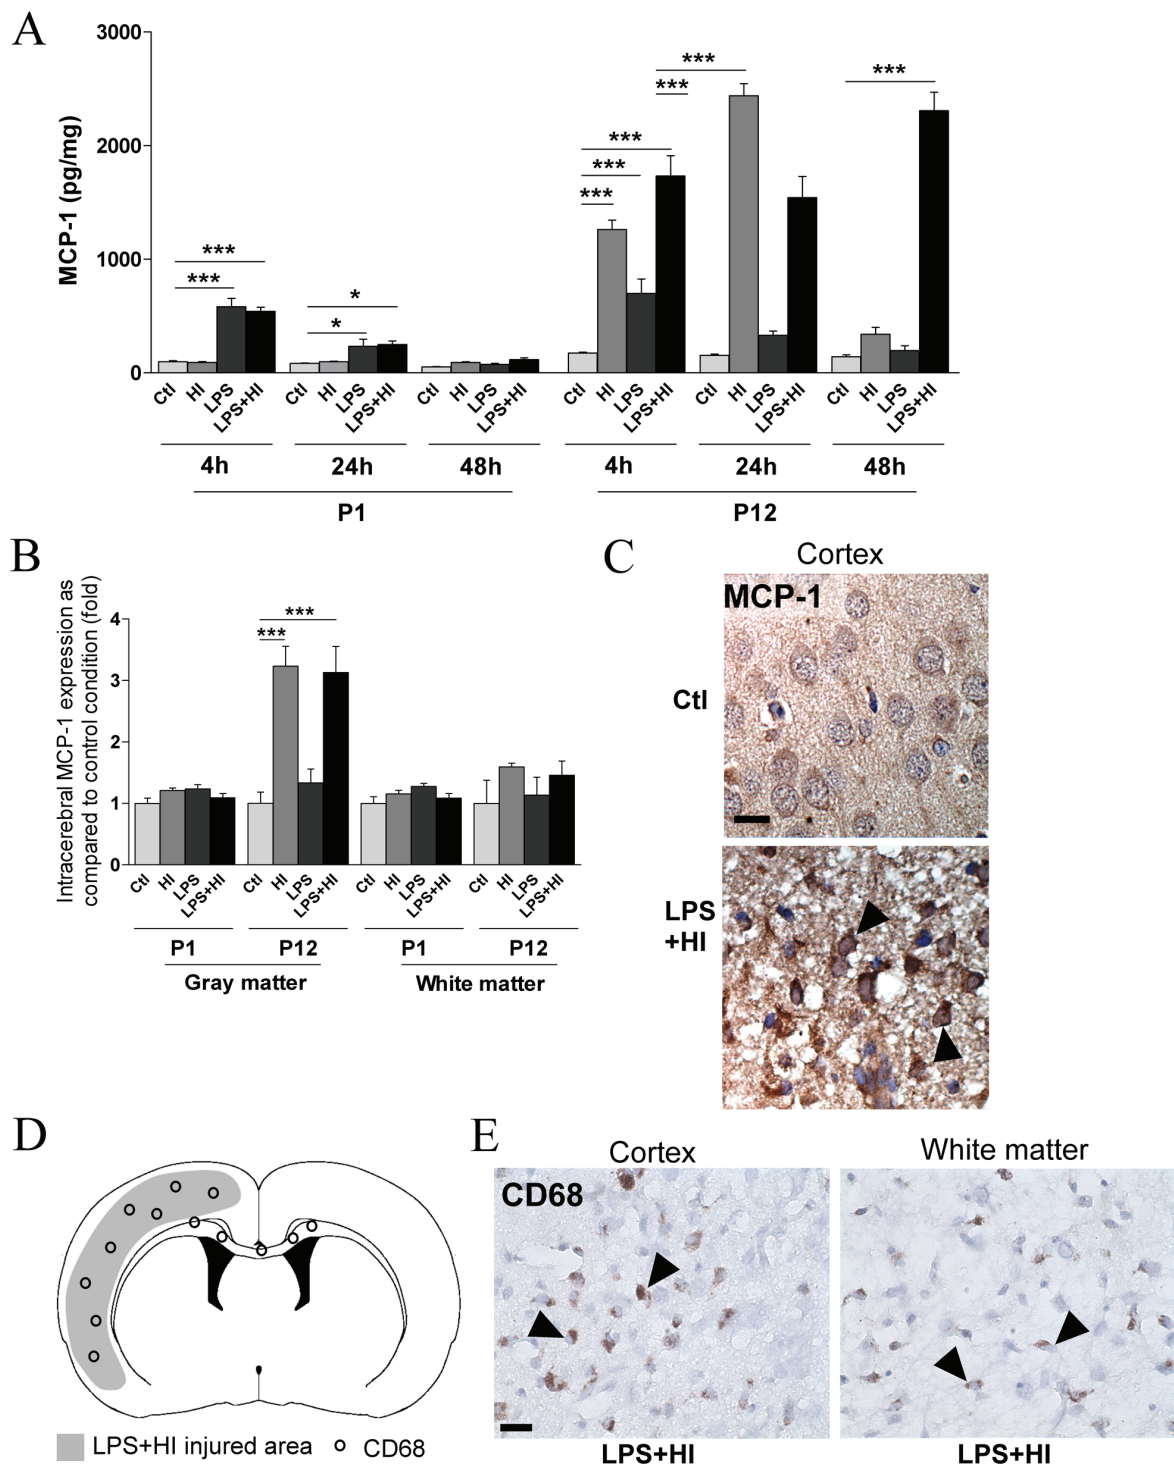 A
3000
2000
1000
0
MCP-1 (pg/mg)
*** *** * * *** *** *** *** *** ***
Ctl HI LPS LPS+HI Ctl HI LPS LPS+HI Ctl HI LPS LPS+HI Ctl HI LPS LPS+HI Ctl HI LPS LPS+HI Ctl HI LPS LPS+HI
4h 24h 48h 4h 24h 48h
P1 P12
B
Intracerebral MCP-1 expression as
compared to control condition (fold)
4
3
2
1
0
*** ***
Ctl HI LPS LPS+HI Ctl HI LPS LPS+HI Ctl HI LPS LPS+HI Ctl HI LPS LPS+HI
P1 P12 P1 P12
Gray matter White matter
C
Cortex
MCP-1
Ctl
LPS
+HI
D
LPS+HI injured area CD68
E
Cortex White matter
CD68
LPS+HI LPS+HI